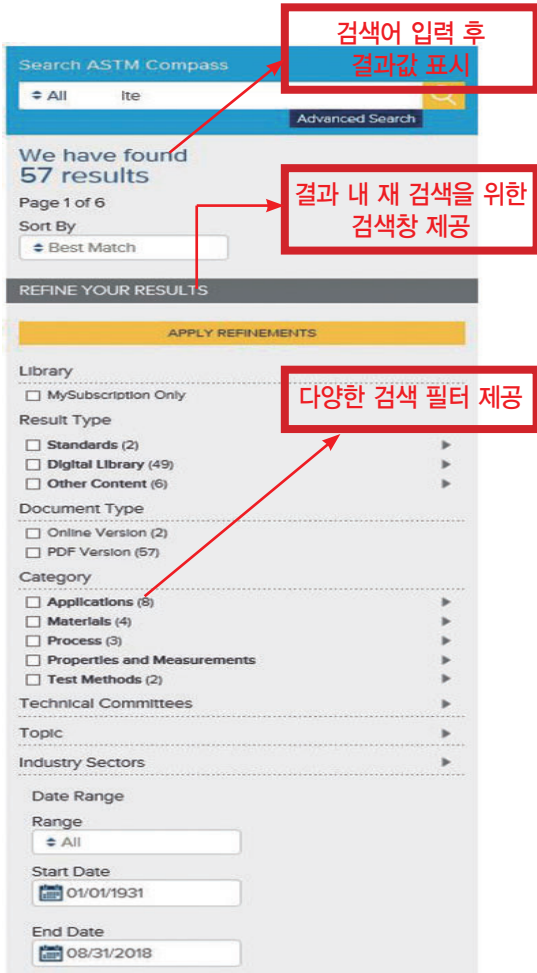 검색어 입력 후
결과값 표시
Search ASTM Compass
All lte
Advanced Search
We have found
57 results
Page 1 of 6
Sort By
Best Match
결과 내 재 검색을 위한
검색창 제공
REFINE YOUR RESULTS
APPLY REFINEMENTS
Library
MySubscription Only
다양한 검색 필터 제공
Result Type
Standards (2)
Digital Library (49)
Other Content (6)
Document Type
Online Version (2)
PDF Version (57)
Category
Applications (8)
Materials (4)
Process (3)
Properties and Measurements
Test Methods (2)
Technical Committees
Topic
Industry Sectors
Date Range
Range
All
Start Date
01/01/1931
End Date
08/31/2018